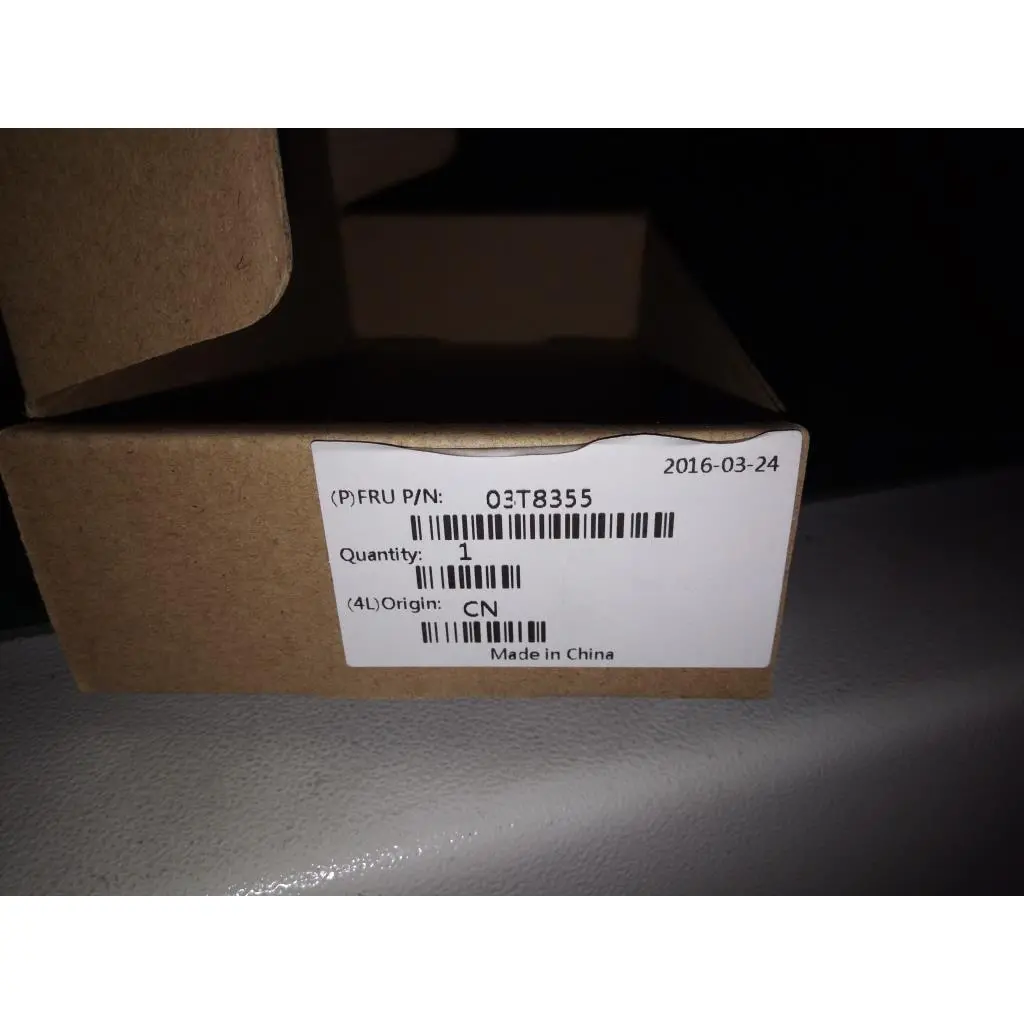 2016-03-24
(P)FRU P/N: 03T8355
Quantity: 1
(4L)Origin: CN
Made in China